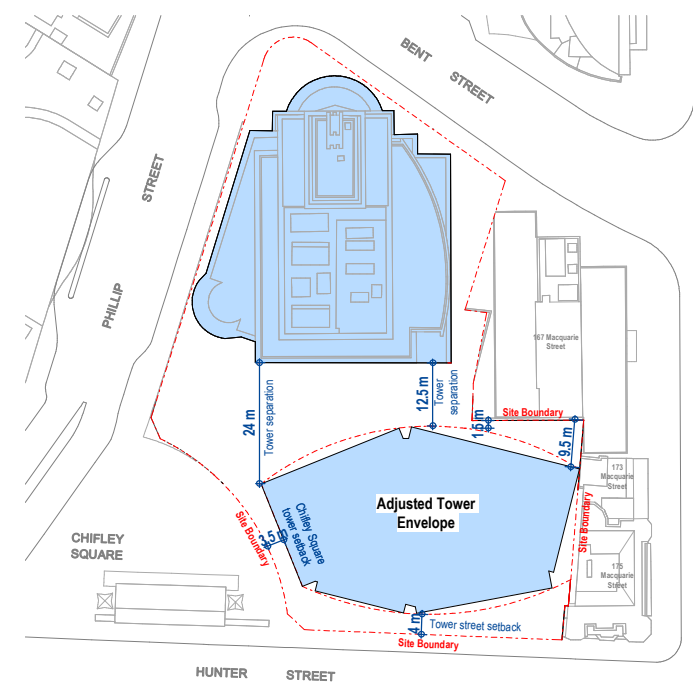 BENT
STREET
STREET
PHILLIP
167 Macquarie
Street
24 m
Tower separation
12.5 m
Tower
separation
1.5 m
Site Boundary
9.5 m
173
Macquarie
Street
Adjusted Tower
Envelope
Chifley Square
tower setback
3.5 m
Site Boundary
Site Boundary
CHIFLEY
SQUARE
175
Macquarie
Street
4 m
Tower street setback
Site Boundary
HUNTER STREET